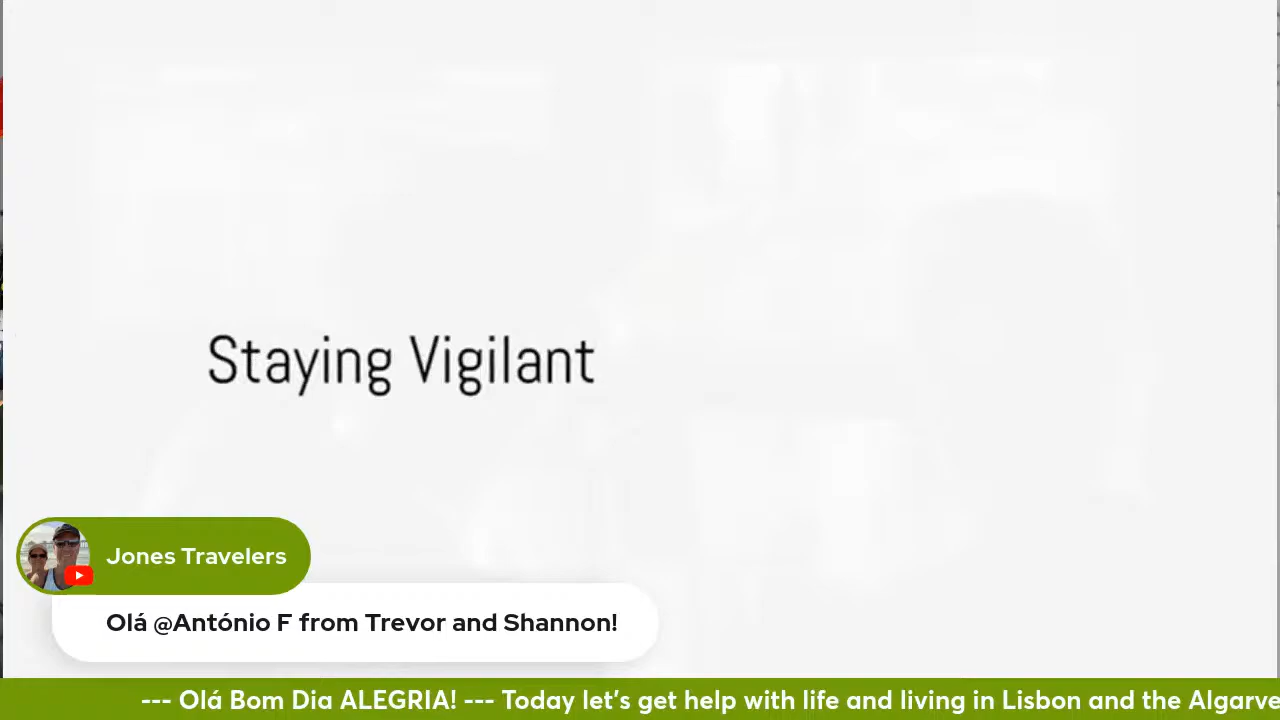 Staying Vigilant
Jones Travelers
Olá @António F from Trevor and Shannon!
--- Olá Bom Dia ALEGRIA! --- Today let's get help with life and living in Lisbon and the Algarve